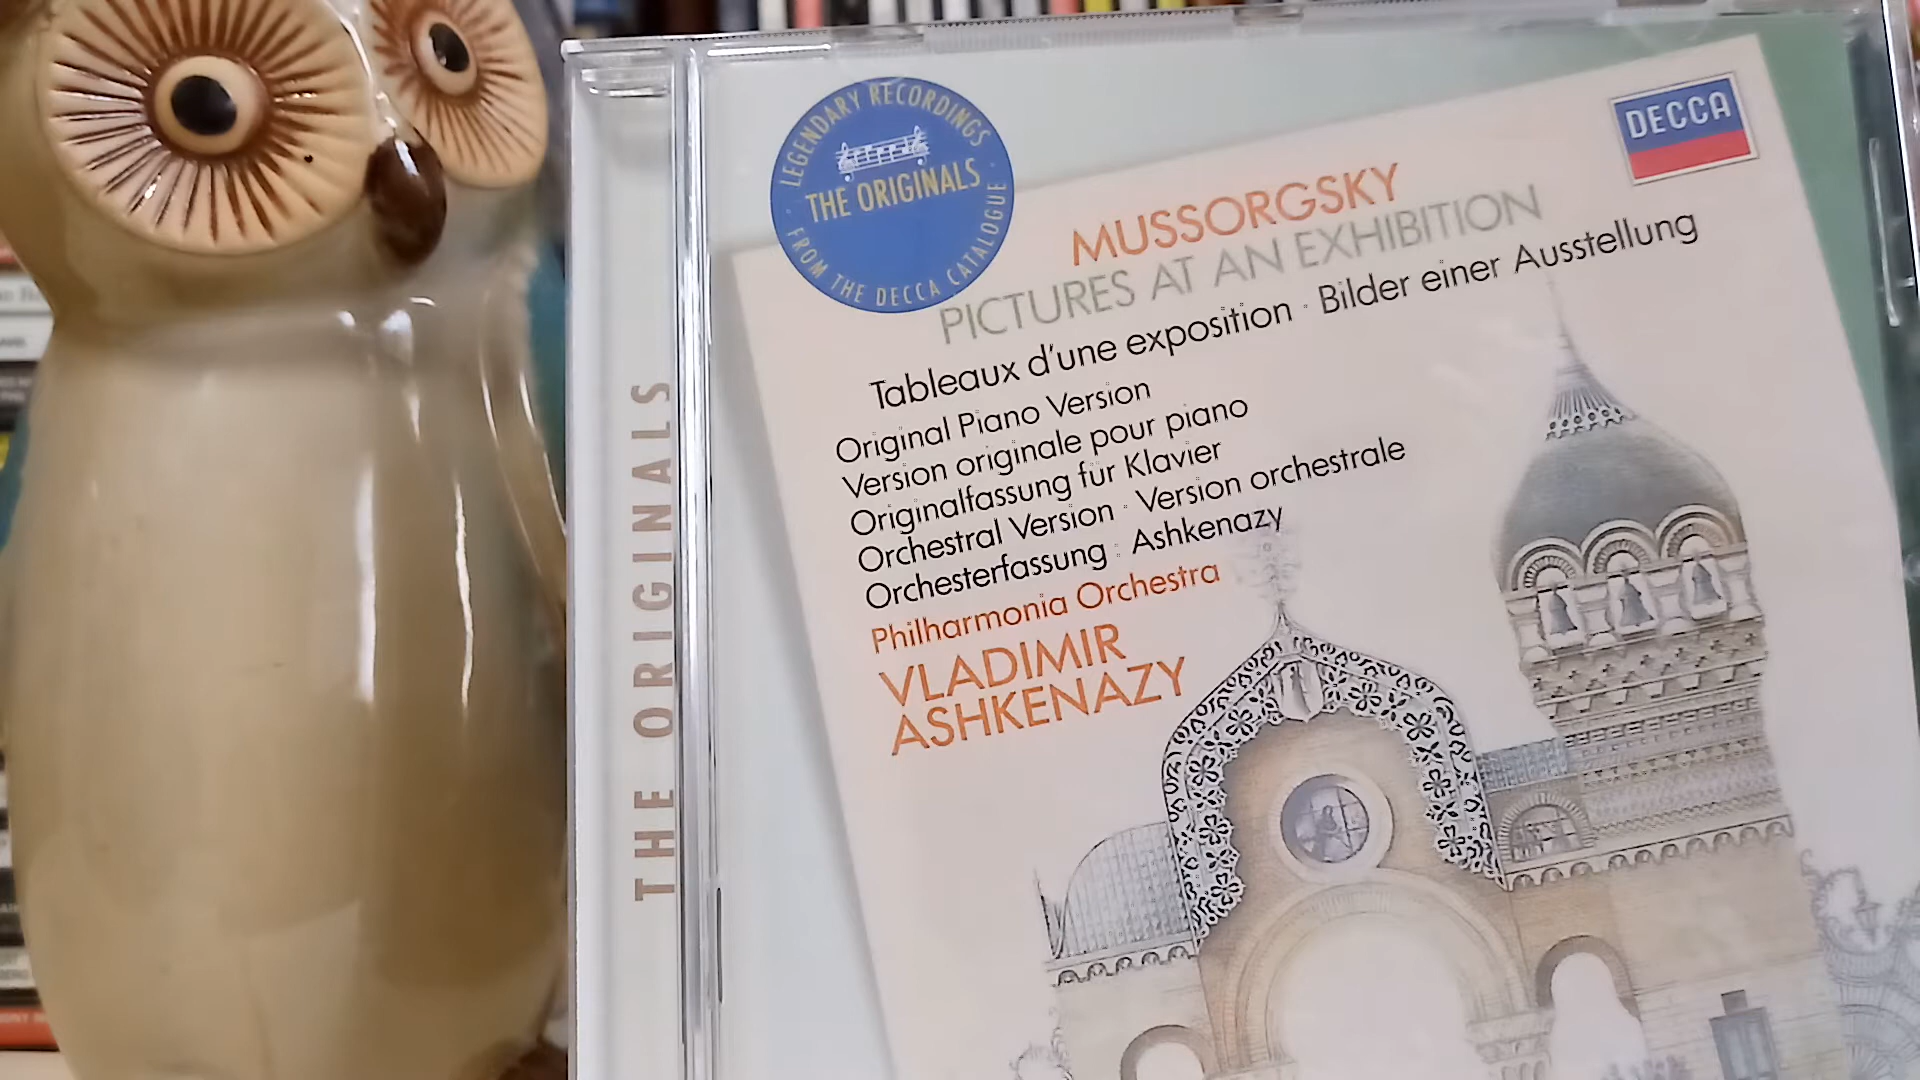 LEGENDARY RECORDINGS
THE ORIGINALS
FROM THE DECCA CATALOGUE
DECCA
MUSSORGSKY
PICTURES AT AN EXHIBITION
Tableaux d'une exposition · Bilder einer Ausstellung
Original Piano Version
Version originale pour piano
Originalfassung für Klavier
Orchestral Version · Version orchestrale
Orchesterfassung · Ashkenazy
Philharmonia Orchestra
VLADIMIR
ASHKENAZY
THE ORIGINALS